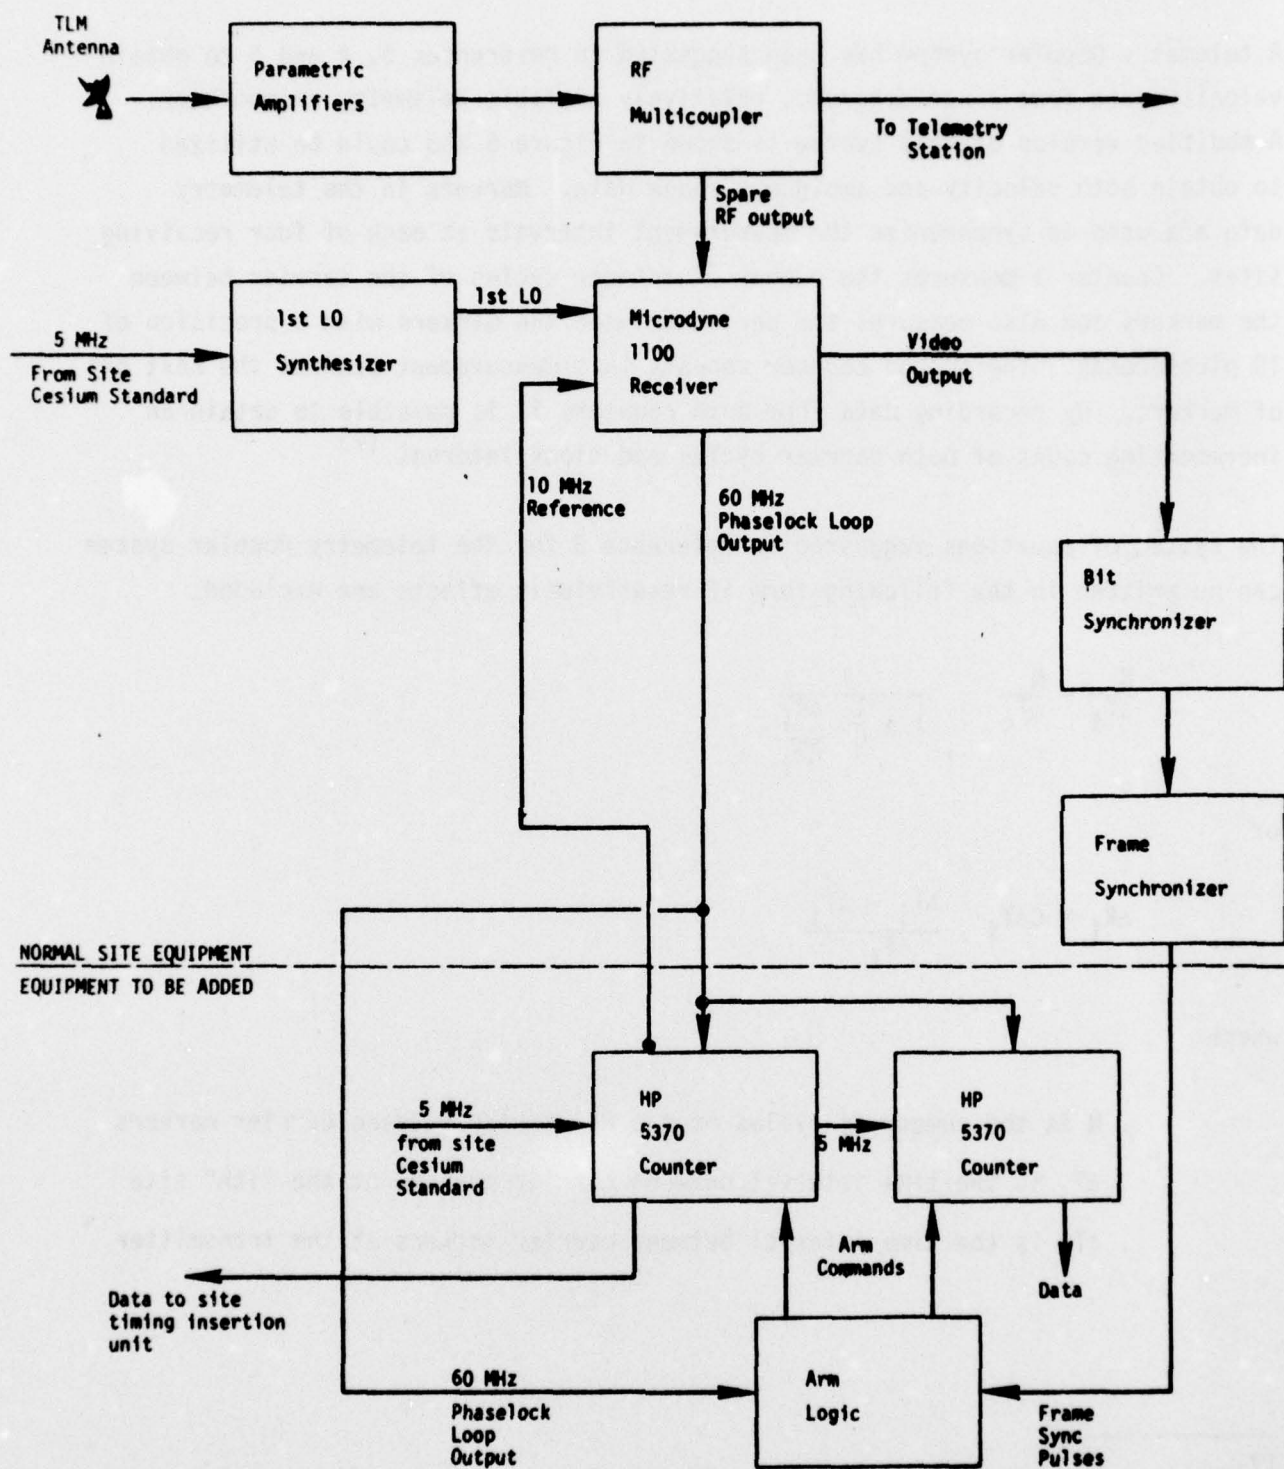 TLM
Antenna
Parametric
Amplifiers
RF
Multicoupler
To Telemetry
Station
Spare
RF output
1st LO
Synthesizer
1st LO
Microdyne
1100
Receiver
5 MHz
From Site
Cesium Standard
Video
Output
10 MHz
Reference
60 MHz
Phaselock Loop
Output
Bit
Synchronizer
Frame
Synchronizer
NORMAL SITE EQUIPMENT
EQUIPMENT TO BE ADDED
5 MHz
from site
Cesium
Standard
HP
5370
Counter
5 MHz
HP
5370
Counter
Arm
Commands
Data
Data to site
timing insertion
unit
60 MHz
Phaselock
Loop
Output
Arm
Logic
Frame
Sync
Pulses